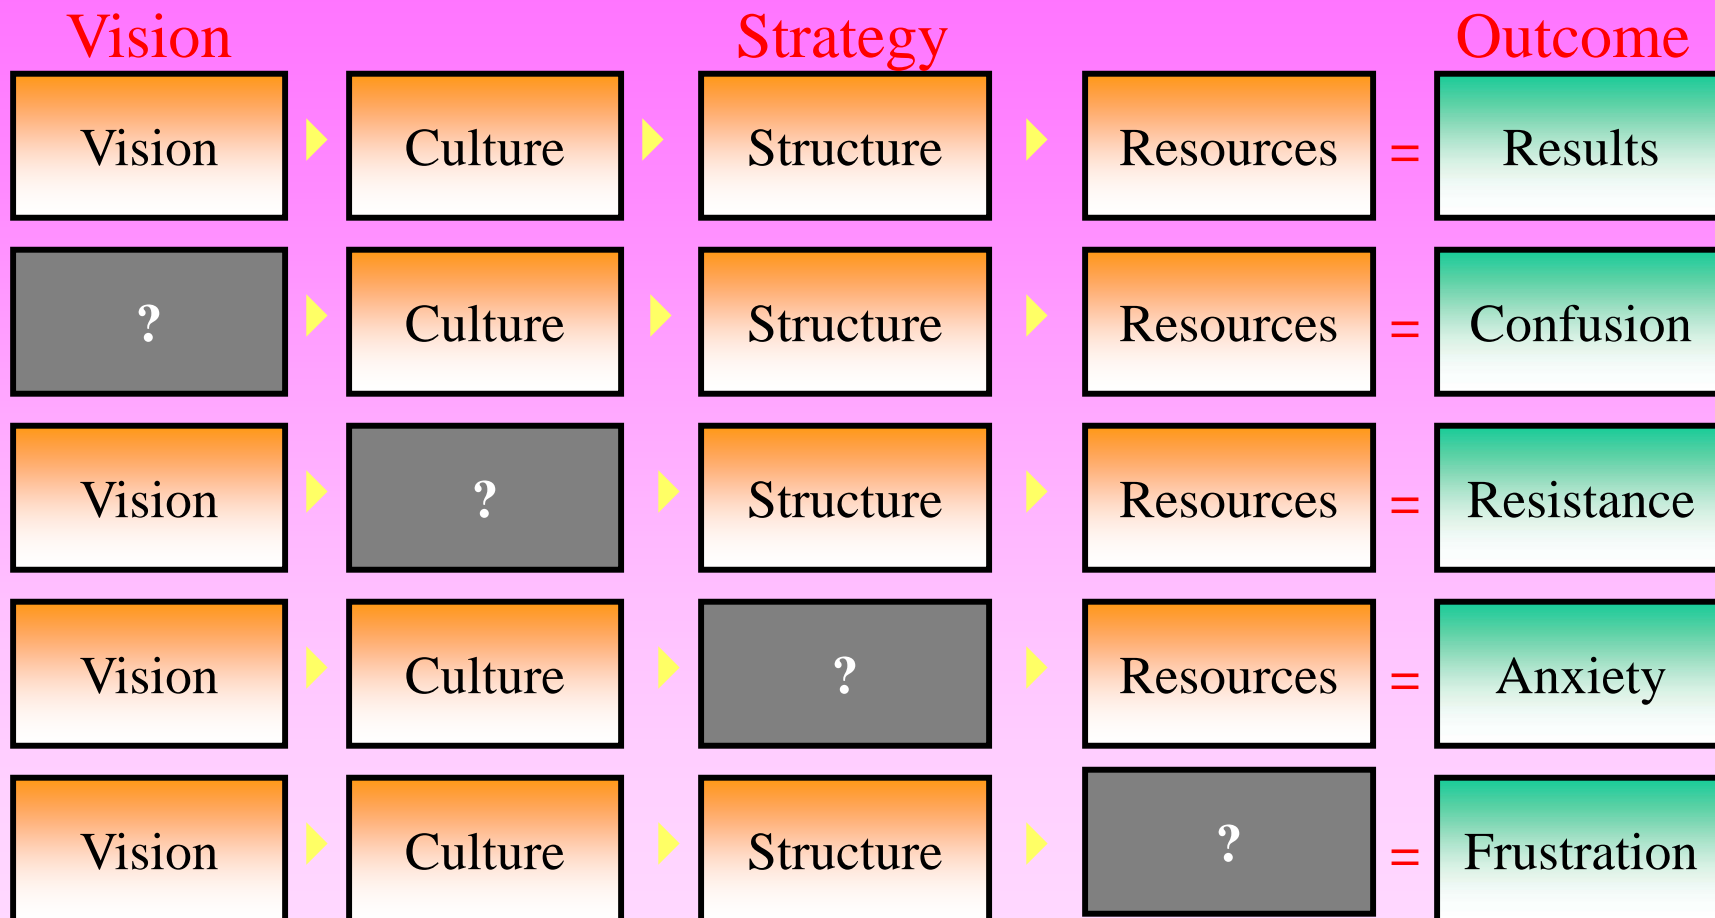 Vision Strategy Outcome
Vision Culture Structure Resources = Results
? Culture Structure Resources = Confusion
Vision ? Structure Resources = Resistance
Vision Culture ? Resources = Anxiety
Vision Culture Structure ? = Frustration